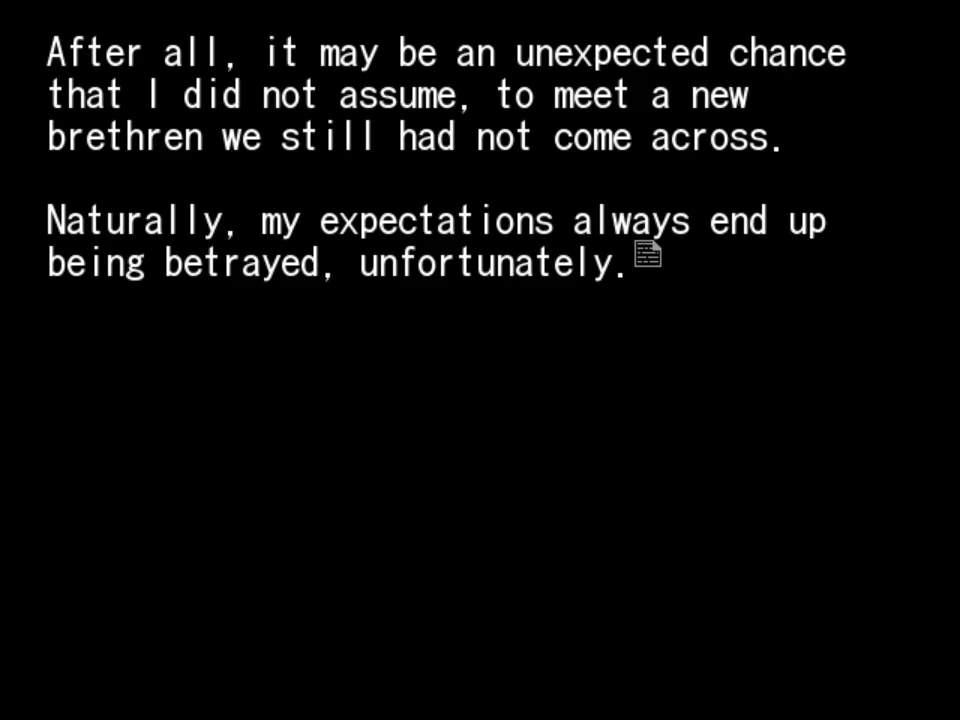 After all, it may be an unexpected chance
that I did not assume, to meet a new
brethren we still had not come across.
Naturally, my expectations always end up
being betrayed, unfortunately.